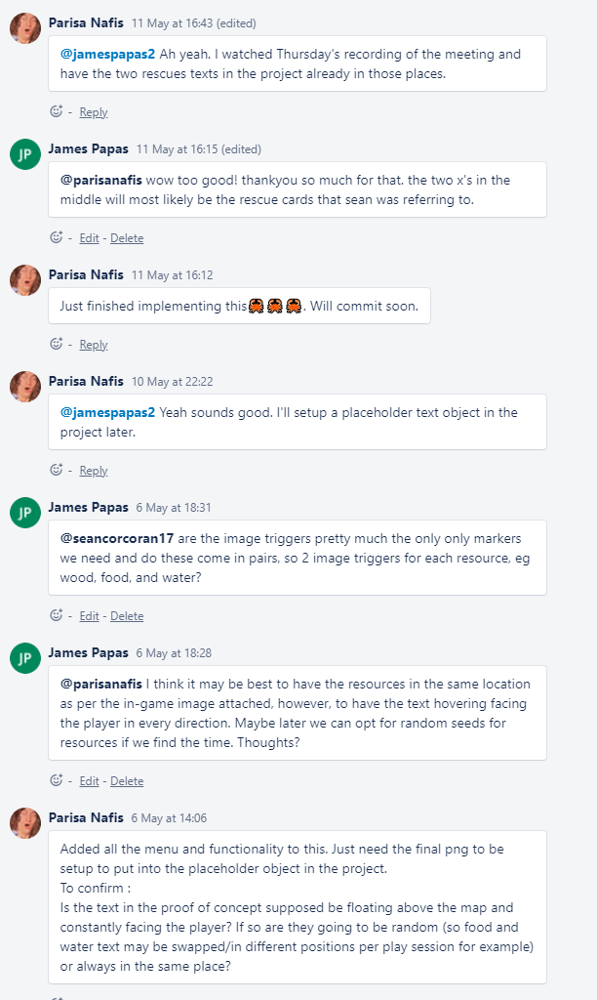 Parisa Nafis 11 May at 16:43 (edited)
@jamespapas2 Ah yeah. I watched Thursday's recording of the meeting and
have the two rescues texts in the project already in those places.
- Reply
JP James Papas 11 May at 16:15 (edited)
@parisanafis wow too good! thankyou so much for that. the two x's in the
middle will most likely be the rescue cards that sean was referring to.
- Edit - Delete
Parisa Nafis 11 May at 16:12
Just finished implementing this🦀🦀🦀. Will commit soon.
- Reply
Parisa Nafis 10 May at 22:22
@jamespapas2 Yeah sounds good. I'll setup a placeholder text object in the
project later.
- Reply
JP James Papas 6 May at 18:31
@seancorcoran17 are the image triggers pretty much the only only markers
we need and do these come in pairs, so 2 image triggers for each resource, eg
wood, food, and water?
- Edit - Delete
JP James Papas 6 May at 18:28
@parisanafis I think it may be best to have the resources in the same location
as per the in-game image attached, however, to have the text hovering facing
the player in every direction. Maybe later we can opt for random seeds for
resources if we find the time. Thoughts?
- Edit - Delete
Parisa Nafis 6 May at 14:06
Added all the menu and functionality to this. Just need the final png to be
setup to put into the placeholder object in the project.
To confirm :
Is the text in the proof of concept supposed be floating above the map and
constantly facing the player? If so are they going to be random (so food and
water text may be swapped/in different positions per play session for example)
or always in the same place?